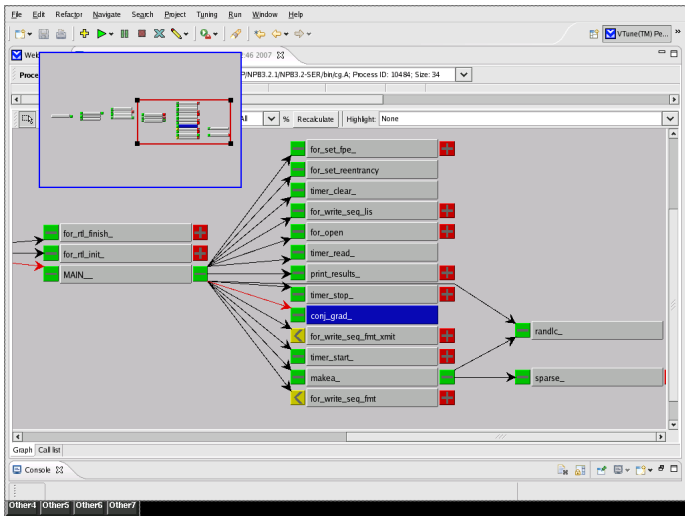 File Edit Refactor Navigate Search Project Tuning Run Window Help
VTune(TM) Pe... »
Wel :46 2007
Proce P/NPB3.2.1/NPB3.2-SER/bin/cg.A; Process ID: 10484; Size: 34
All % Recalculate Highlight: None
for_set_fpe_
for_set_reentrancy
timer_clear_
for_write_seq_lis
for_rtl_finish_ for_open
for_rtl_init_ timer_read_
MAIN__ print_results_
timer_stop_
conj_grad_
randlc_
for_write_seq_fmt_xmit
timer_start_
makea_ sparse_
for_write_seq_fmt
Graph Call list
Console
Other4 Other5 Other6 Other7